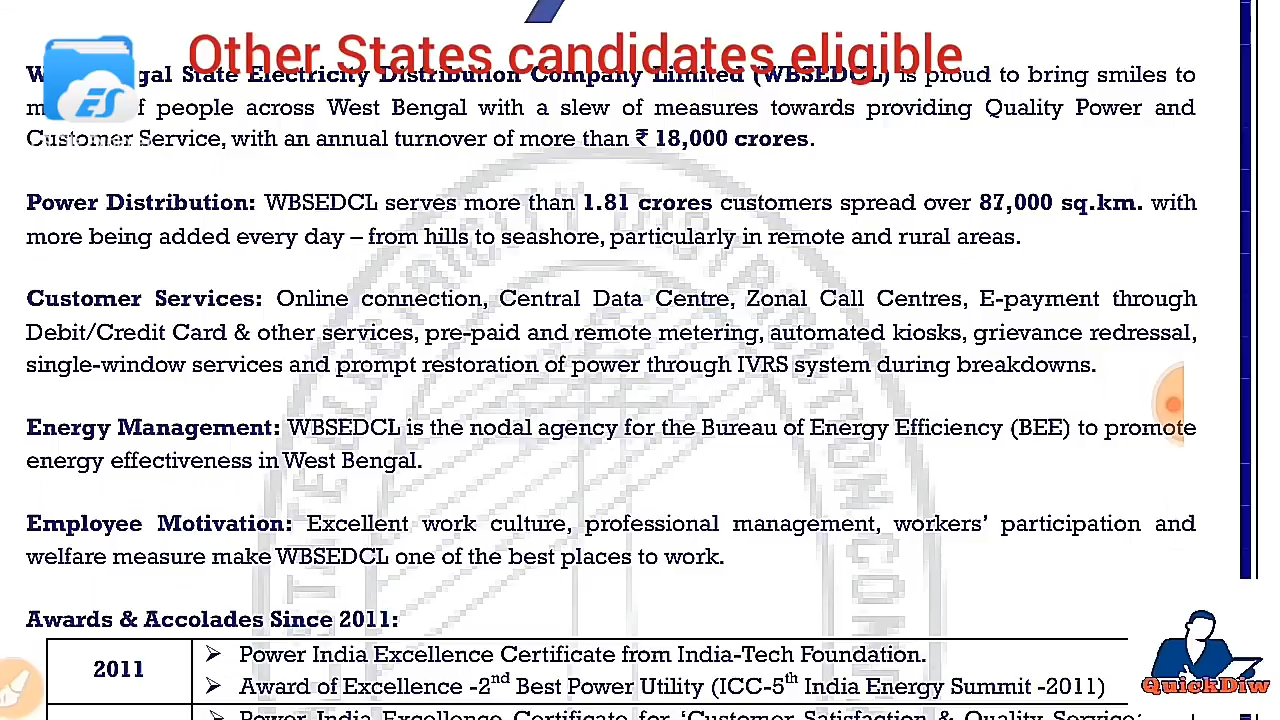 Other States candidates eligible
ES
gal State Electricity Distribution Company Limited (WBSEDCL) is proud to bring smiles to
f people across West Bengal with a slew of measures towards providing Quality Power and
Customer Service, with an annual turnover of more than ₹ 18,000 crores.
Power Distribution: WBSEDCL serves more than 1.81 crores customers spread over 87,000 sq.km. with
more being added every day – from hills to seashore, particularly in remote and rural areas.
Customer Services: Online connection, Central Data Centre, Zonal Call Centres, E-payment through
Debit/Credit Card & other services, pre-paid and remote metering, automated kiosks, grievance redressal,
single-window services and prompt restoration of power through IVRS system during breakdowns.
Energy Management: WBSEDCL is the nodal agency for the Bureau of Energy Efficiency (BEE) to promote
energy effectiveness in West Bengal.
Employee Motivation: Excellent work culture, professional management, workers’ participation and
welfare measure make WBSEDCL one of the best places to work.
Awards & Accolades Since 2011:
2011
➢ Power India Excellence Certificate from India-Tech Foundation.
➢ Award of Excellence -2nd Best Power Utility (ICC-5th India Energy Summit -2011)
Power India Excellence Certificate for ‘Customer Satisfaction & Quality Service’
QuickDiw